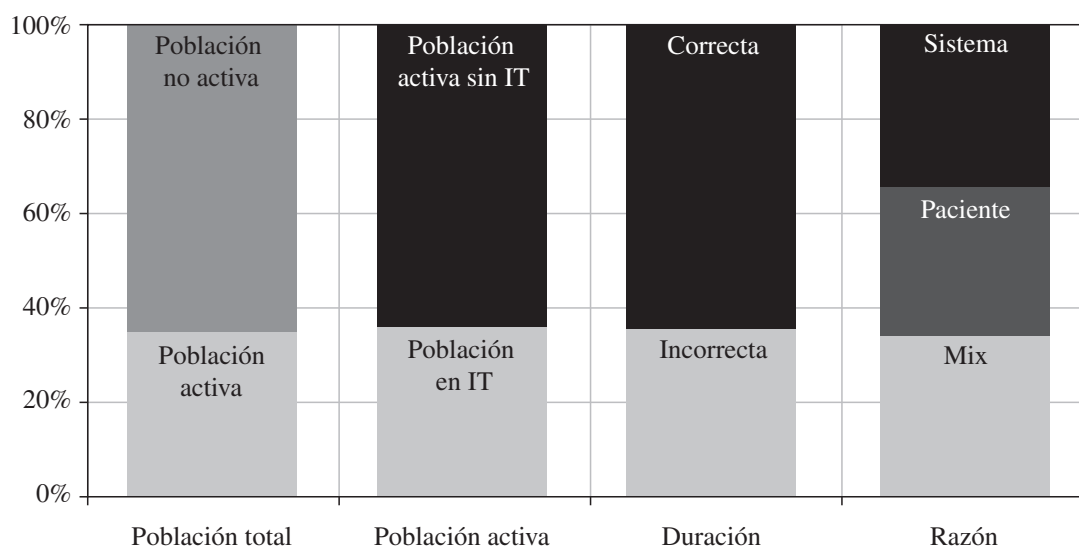 100%
80%
60%
40%
20%
0%
Población
no activa
Población
activa
Población
activa sin IT
Población
en IT
Correcta
Incorrecta
Sistema
Paciente
Mix
Población total
Población activa
Duración
Razón